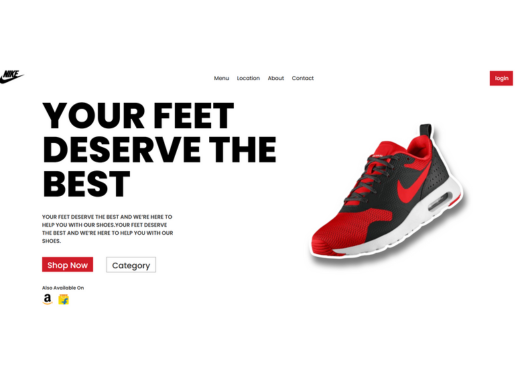 NIKE
Menu Location About Contact
login
YOUR FEET
DESERVE THE
BEST
YOUR FEET DESERVE THE BEST AND WE'RE HERE TO
HELP YOU WITH OUR SHOES.YOUR FEET DESERVE
THE BEST AND WE'RE HERE TO HELP YOU WITH OUR
SHOES.
Shop Now Category
Also Available On
a